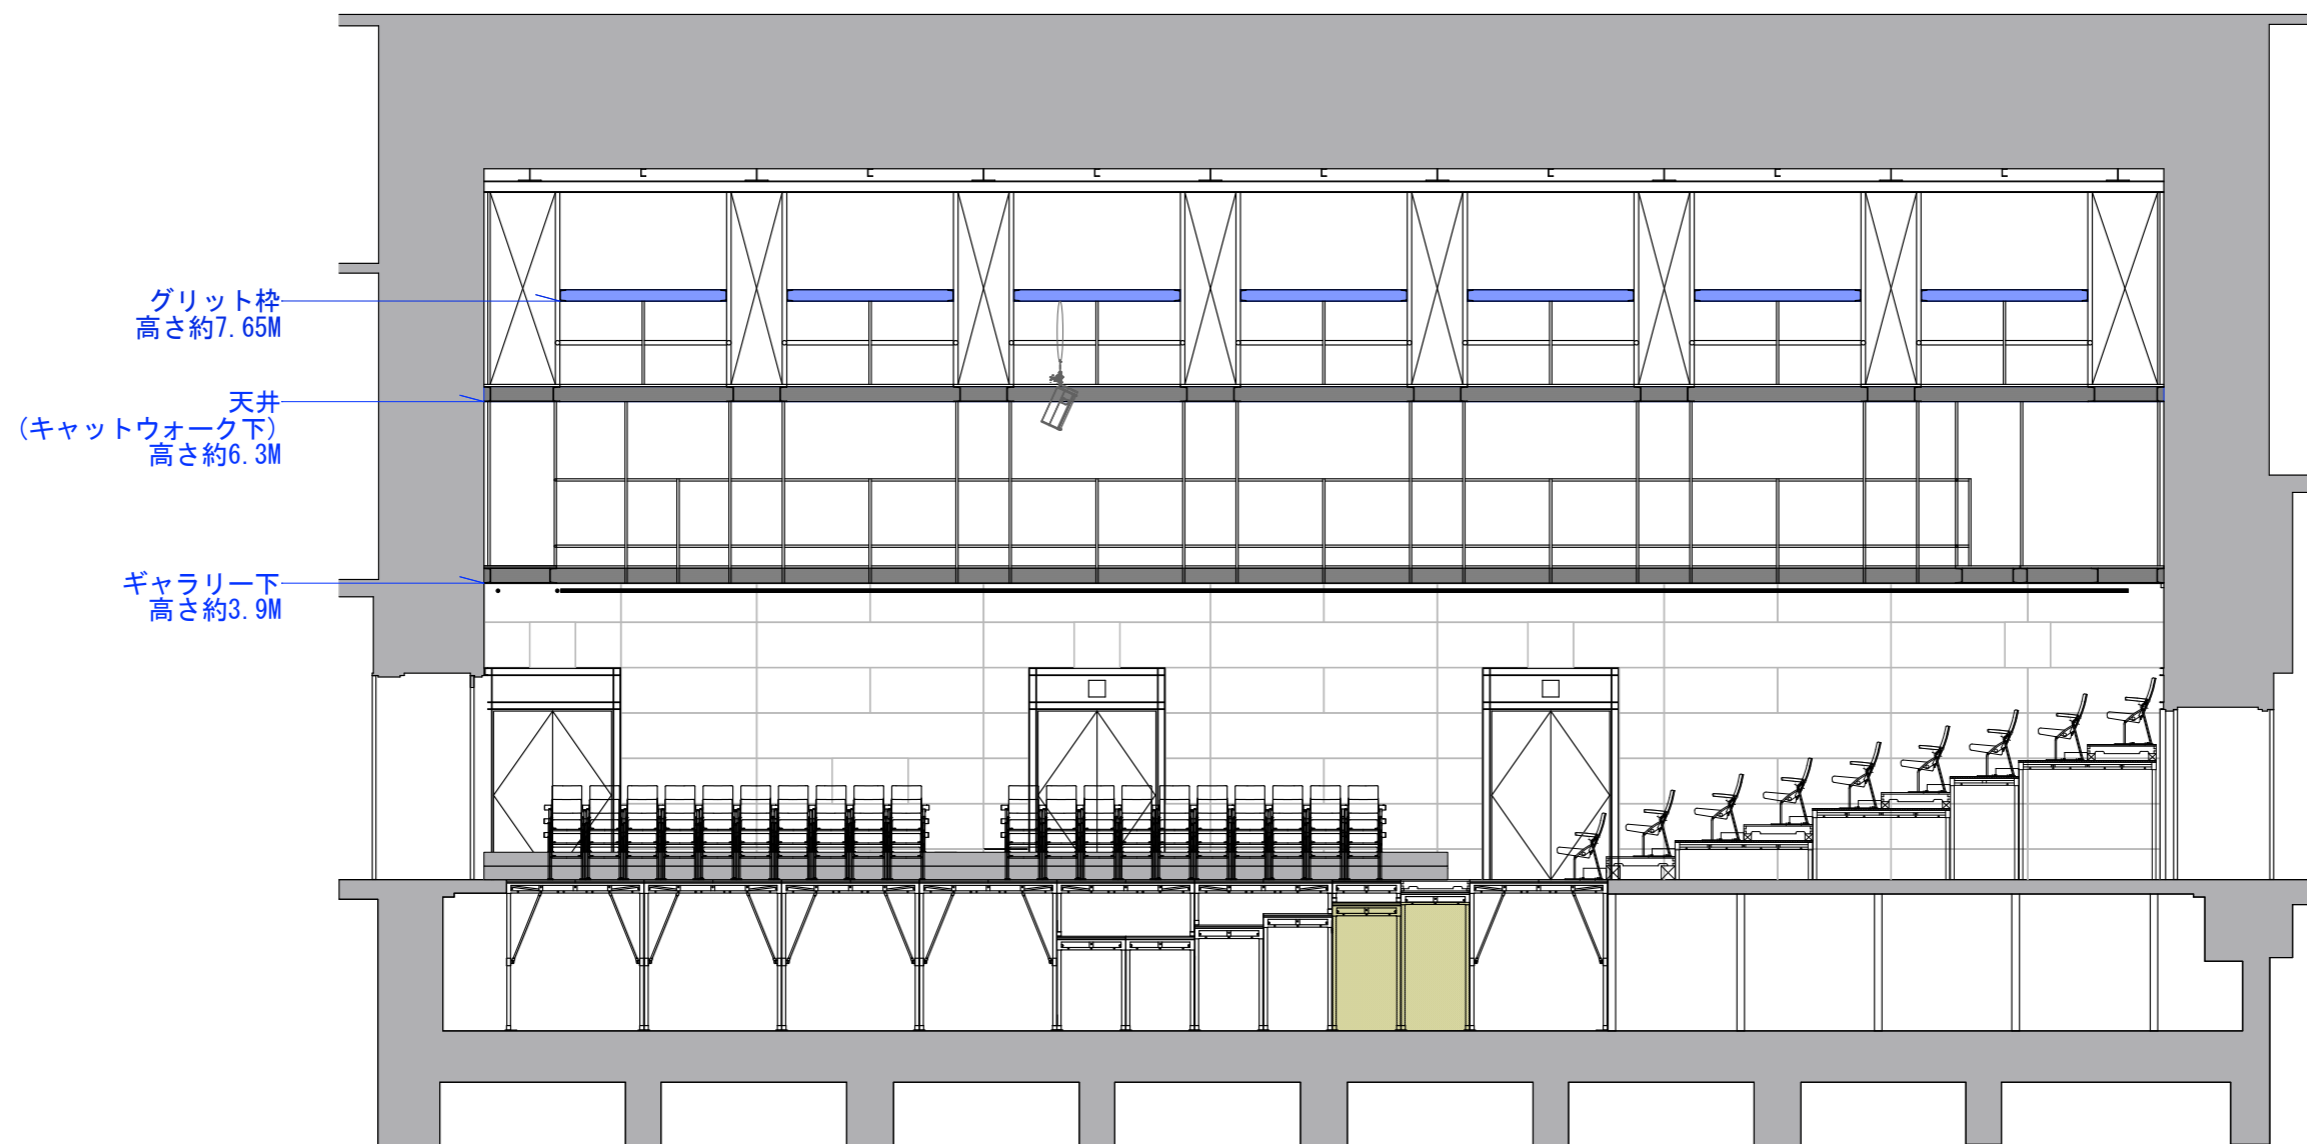 グリット枠
高さ約7.65M
天井
(キャットウォーク下)
高さ約6.3M
ギャラリー下
高さ約3.9M